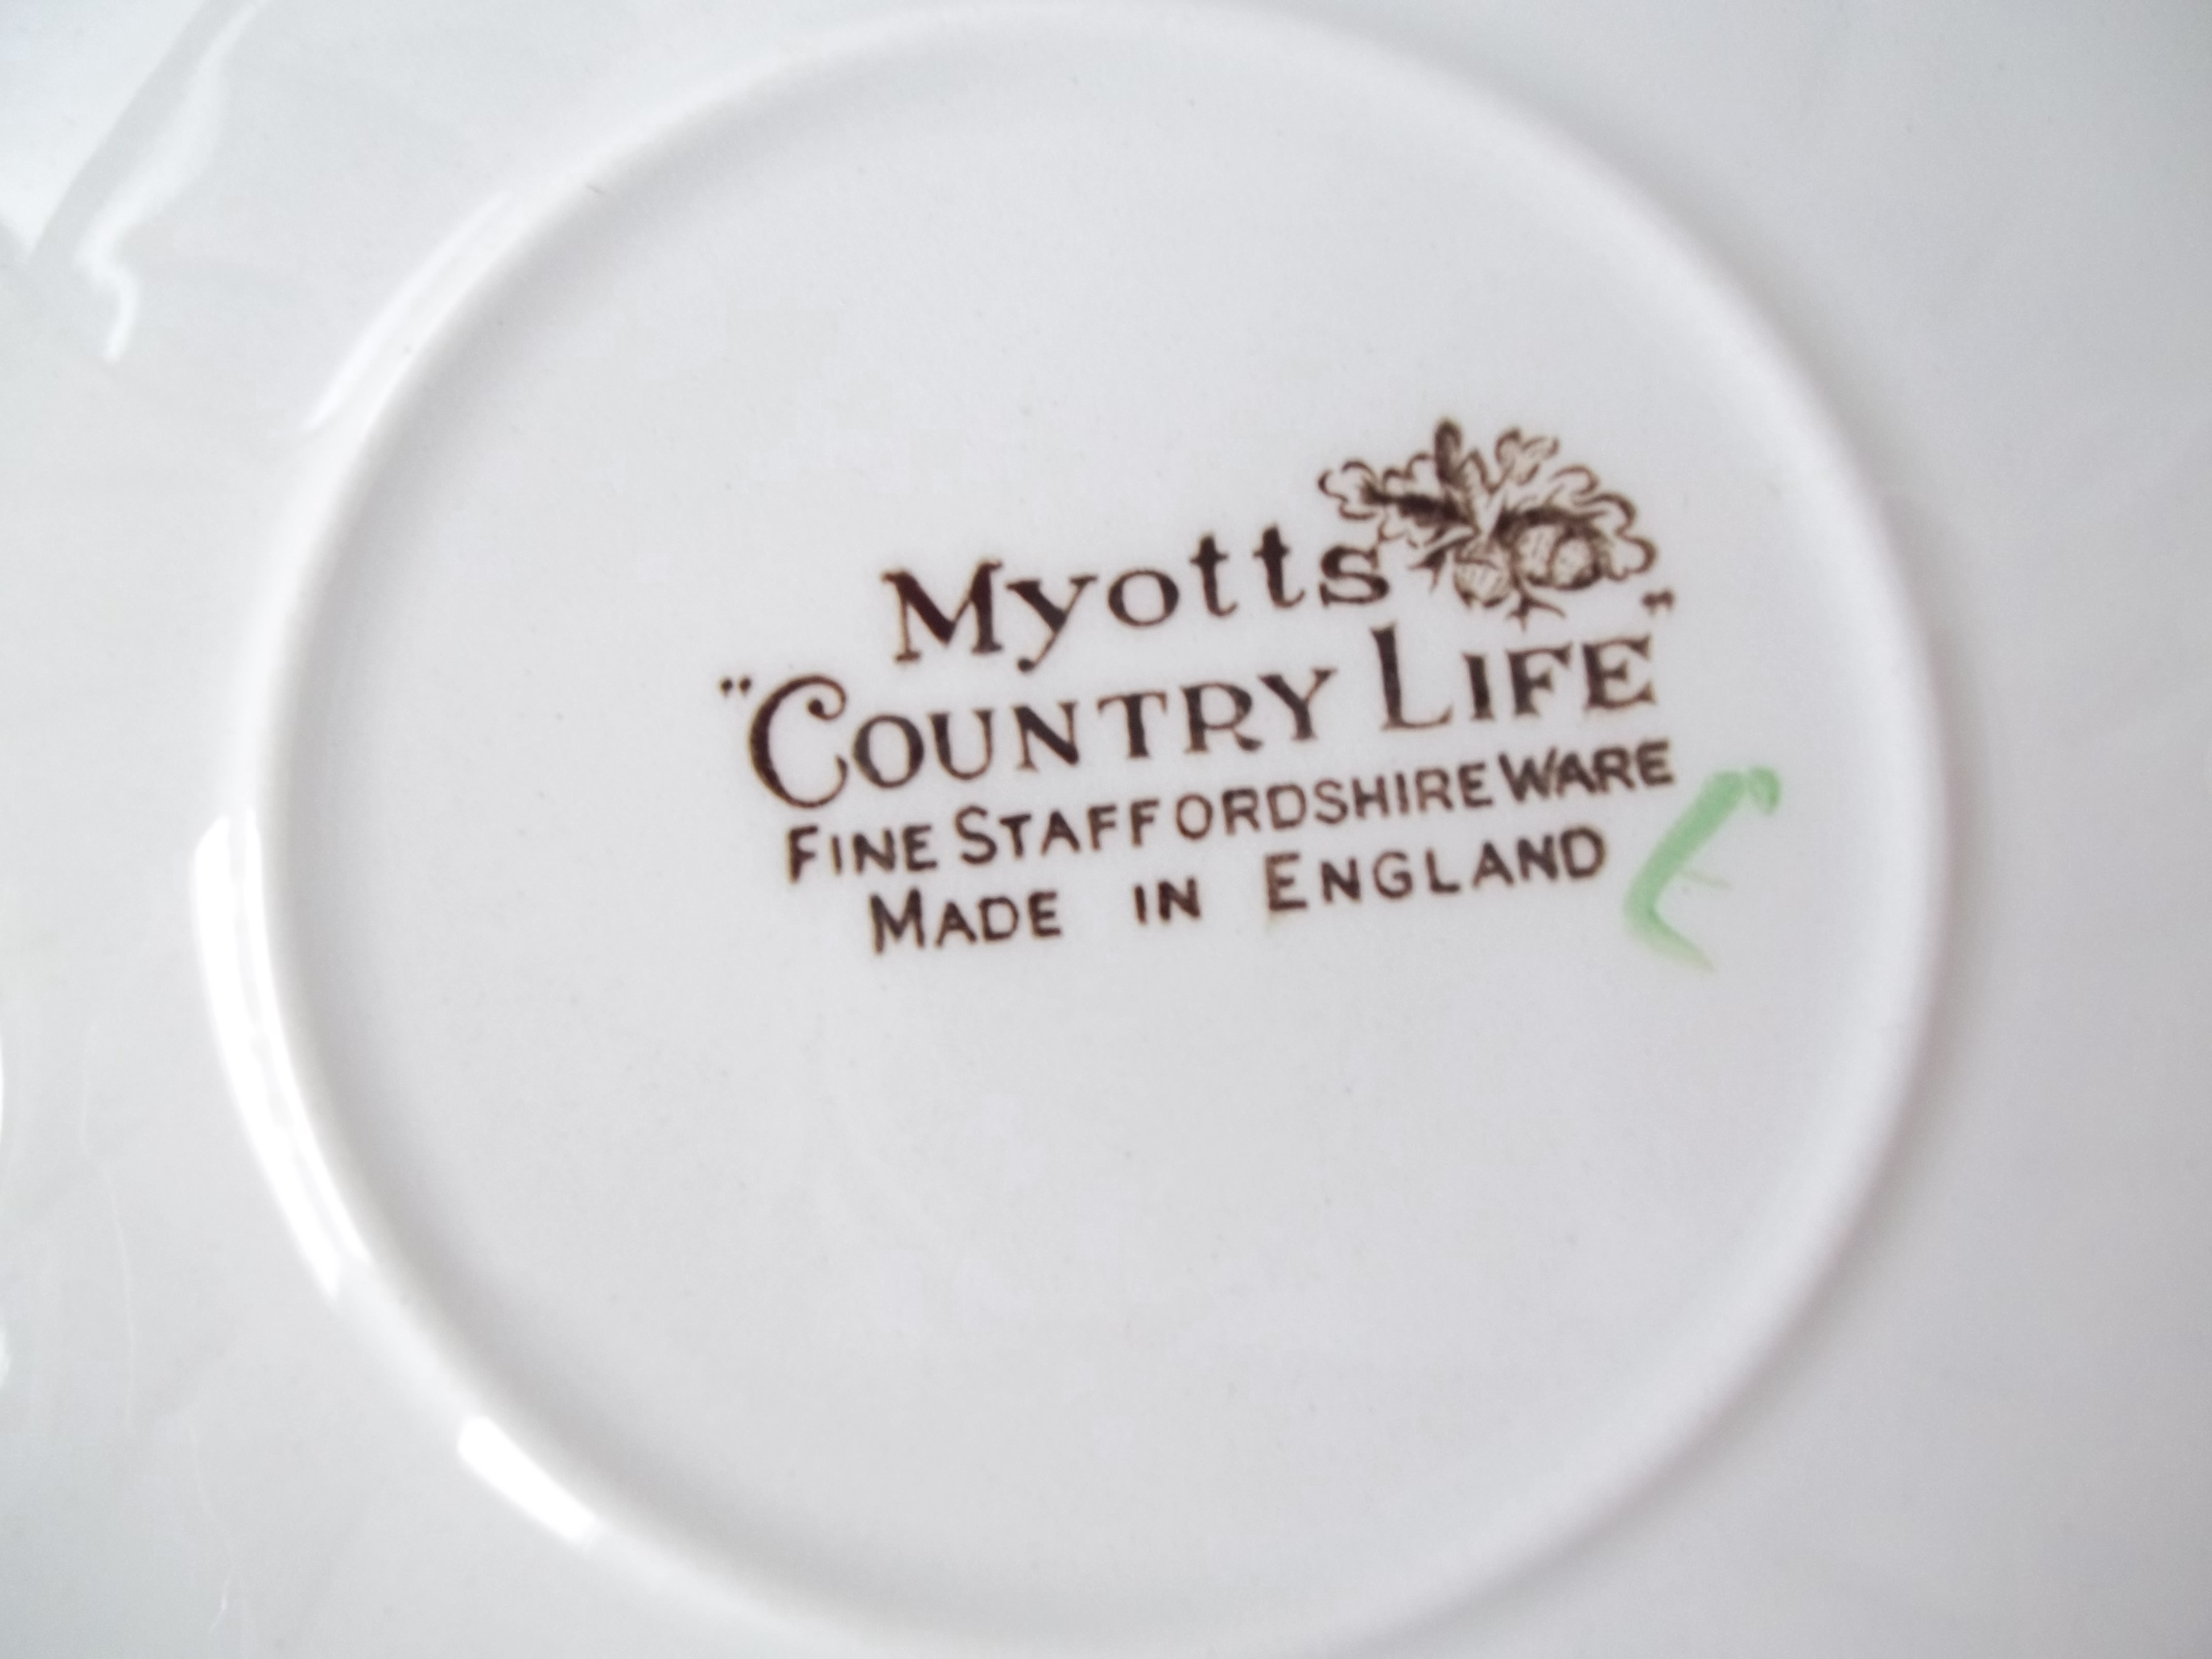 Myotts
"COUNTRY LIFE"
FINE STAFFORDSHIRE WARE
MADE IN ENGLAND